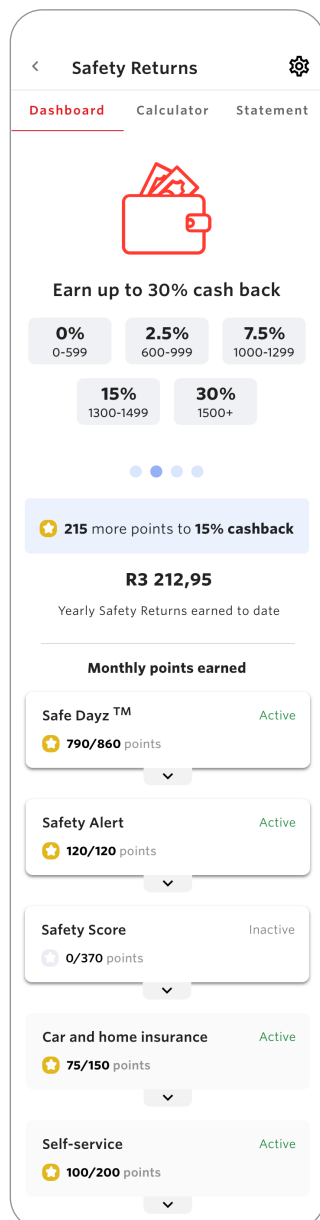 Safety Returns
Dashboard Calculator Statement
Earn up to 30% cash back
0% 2.5% 7.5%
0-599 600-999 1000-1299
15% 30%
1300-1499 1500+
215 more points to 15% cashback
R3 212,95
Yearly Safety Returns earned to date
Monthly points earned
Safe Dayz TM Active
790/860 points
Safety Alert Active
120/120 points
Safety Score Inactive
0/370 points
Car and home insurance Active
75/150 points
Self-service Active
100/200 points